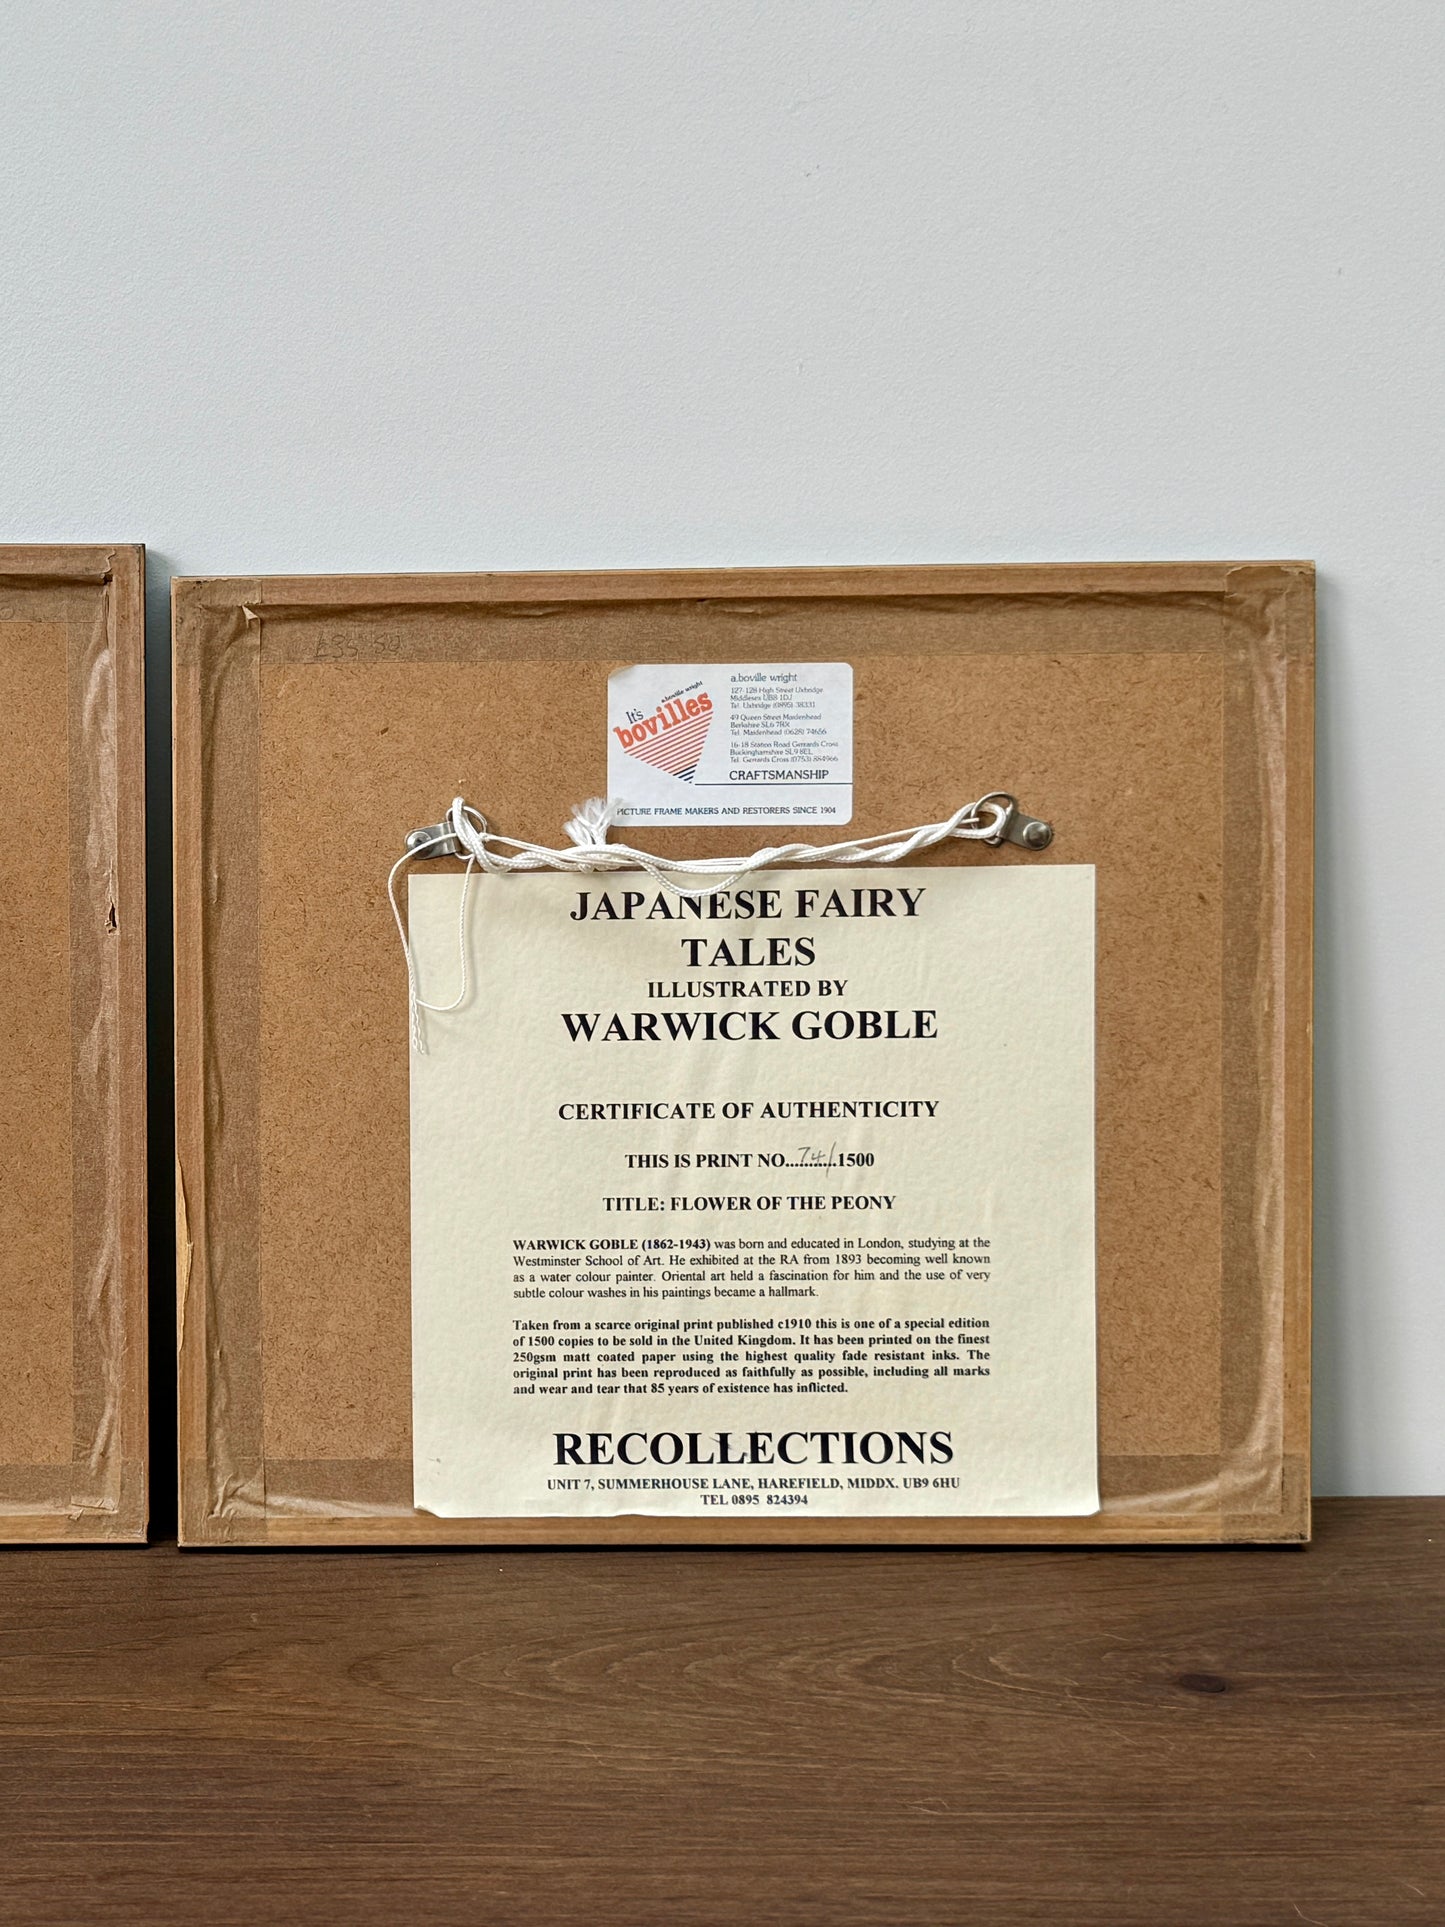 £35.50
a.boville wright
It's
bovilles
a.boville wright
127-128 High Street Uxbridge
Middlesex UB8 1DJ
Tel. Uxbridge (0895) 38331
49 Queen Street Maidenhead
Berkshire SL6 7RX
Tel. Maidenhead (0628) 74656
16-18 Station Road Gerrards Cross
Buckinghamshire SL9 8EL
Tel. Gerrards Cross (0753) 884966
CRAFTSMANSHIP
PICTURE FRAME MAKERS AND RESTORERS SINCE 1904
JAPANESE FAIRY
TALES
ILLUSTRATED BY
WARWICK GOBLE
CERTIFICATE OF AUTHENTICITY
THIS IS PRINT NO...74/...1500
TITLE: FLOWER OF THE PEONY
WARWICK GOBLE (1862-1943) was born and educated in London, studying at the
Westminster School of Art. He exhibited at the RA from 1893 becoming well known
as a water colour painter. Oriental art held a fascination for him and the use of very
subtle colour washes in his paintings became a hallmark.
Taken from a scarce original print published c1910 this is one of a special edition
of 1500 copies to be sold in the United Kingdom. It has been printed on the finest
250gsm matt coated paper using the highest quality fade resistant inks. The
original print has been reproduced as faithfully as possible, including all marks
and wear and tear that 85 years of existence has inflicted.
RECOLLECTIONS
UNIT 7, SUMMERHOUSE LANE, HAREFIELD, MIDDX. UB9 6HU
TEL 0895 824394